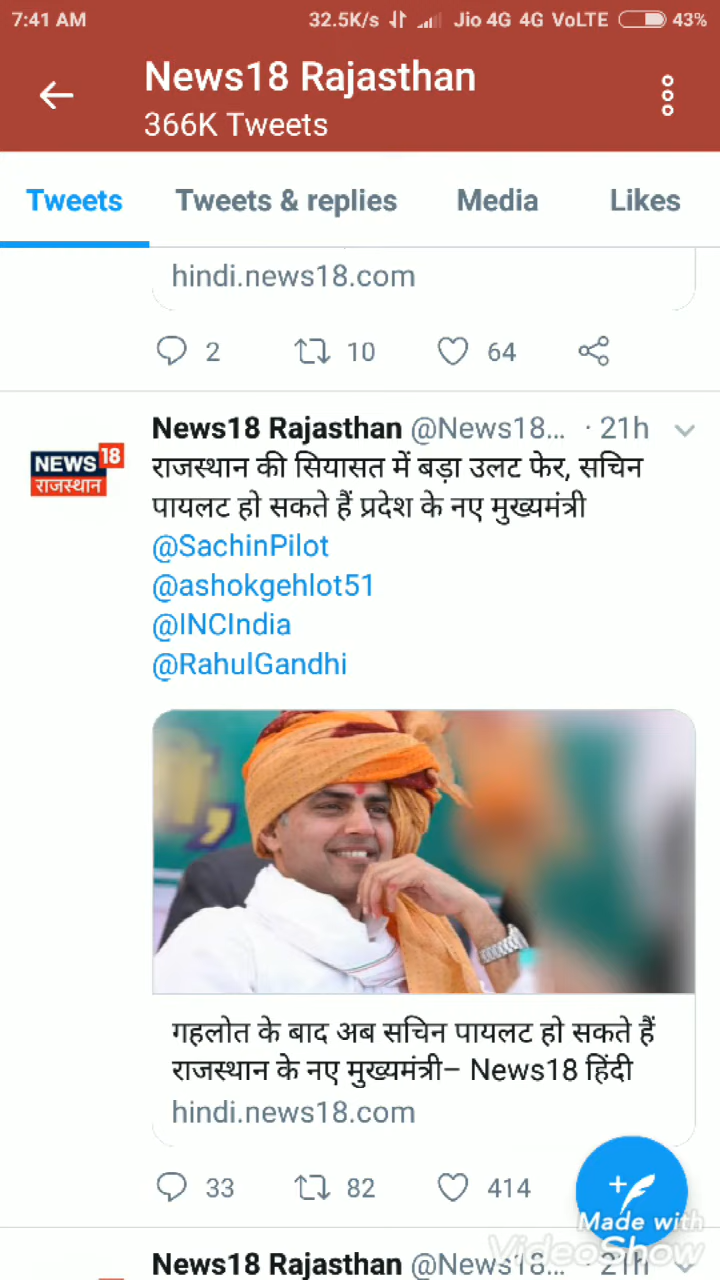 7:41 AM 32.5K/s Jio 4G 4G VoLTE 43%
News18 Rajasthan
366K Tweets
Tweets Tweets & replies Media Likes
hindi.news18.com
2 10 64
News18 Rajasthan @News18... · 21h
NEWS 18
राजस्थान
राजस्थान की सियासत में बड़ा उलट फेर, सचिन
पायलट हो सकते हैं प्रदेश के नए मुख्यमंत्री
@SachinPilot
@ashokgehlot51
@INCIndia
@RahulGandhi
गहलोत के बाद अब सचिन पायलट हो सकते हैं
राजस्थान के नए मुख्यमंत्री– News18 हिंदी
hindi.news18.com
33 82 414
Made with
VideoShow
News18 Rajasthan @News18... · 21h